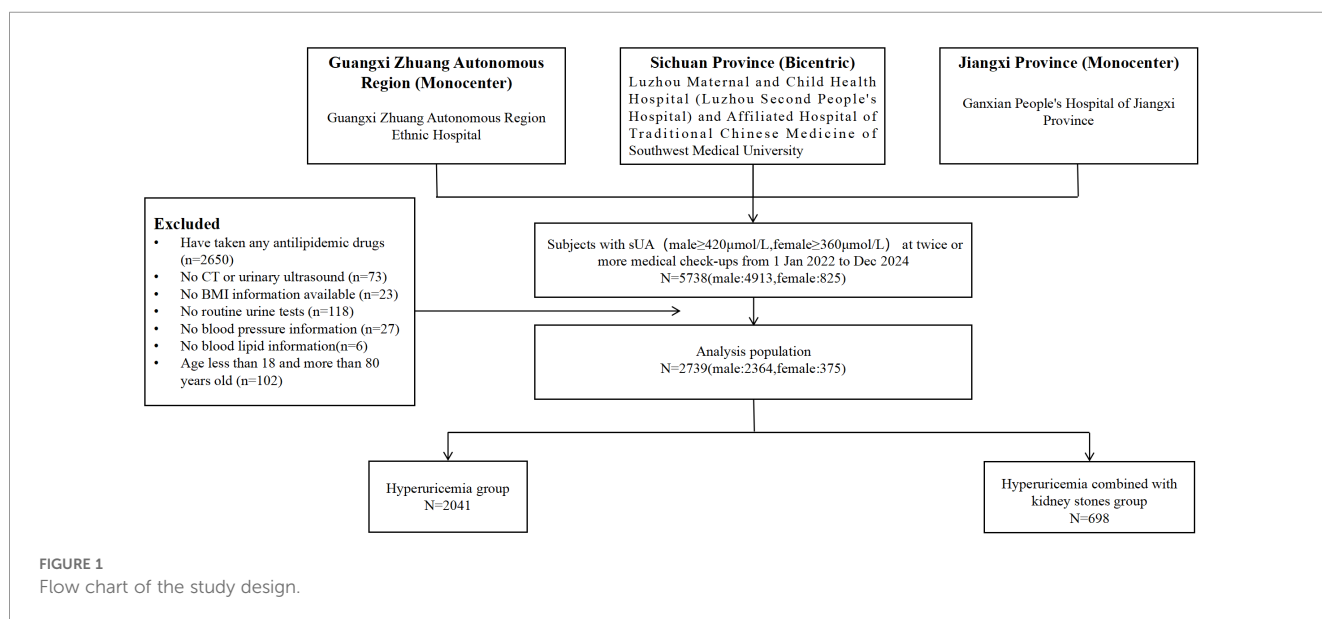 Guangxi Zhuang Autonomous
Region (Monocenter)
Guangxi Zhuang Autonomous Region
Ethnic Hospital
Sichuan Province (Bicentric)
Luzhou Maternal and Child Health
Hospital (Luzhou Second People's
Hospital) and Affiliated Hospital of
Traditional Chinese Medicine of
Southwest Medical University
Jiangxi Province (Monocenter)
Ganxian People's Hospital of Jiangxi
Province
Excluded
• Have taken any antilipidemic drugs
(n=2650)
• No CT or urinary ultrasound (n=73)
• No BMI information available (n=23)
• No routine urine tests (n=118)
• No blood pressure information (n=27)
• No blood lipid information(n=6)
• Age less than 18 and more than 80
years old (n=102)
Subjects with sUA（male≥420μmol/L,female≥360μmol/L） at twice or
more medical check-ups from 1 Jan 2022 to Dec 2024
N=5738(male:4913,female:825)
Analysis population
N=2739(male:2364,female:375)
Hyperuricemia group
N=2041
Hyperuricemia combined with
kidney stones group
N=698
FIGURE 1
Flow chart of the study design.